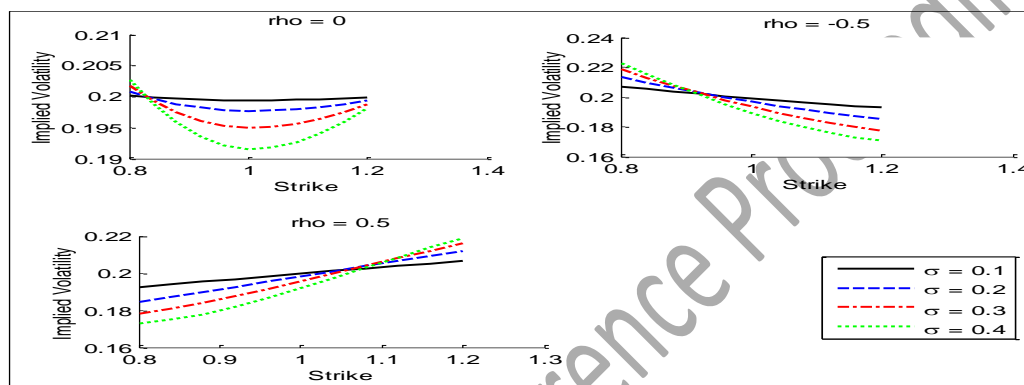 rho = 0
0.21
0.205
0.2
0.195
0.19
Implied Volatility
0.8
1
1.2
1.4
Strike
rho = -0.5
0.24
0.22
0.2
0.18
0.16
Implied Volatility
0.8
1
1.2
1.4
Strike
rho = 0.5
0.22
0.2
0.18
0.16
Implied Volatility
0.8
0.9
1
1.1
1.2
1.3
Strike
σ = 0.1
σ = 0.2
σ = 0.3
σ = 0.4